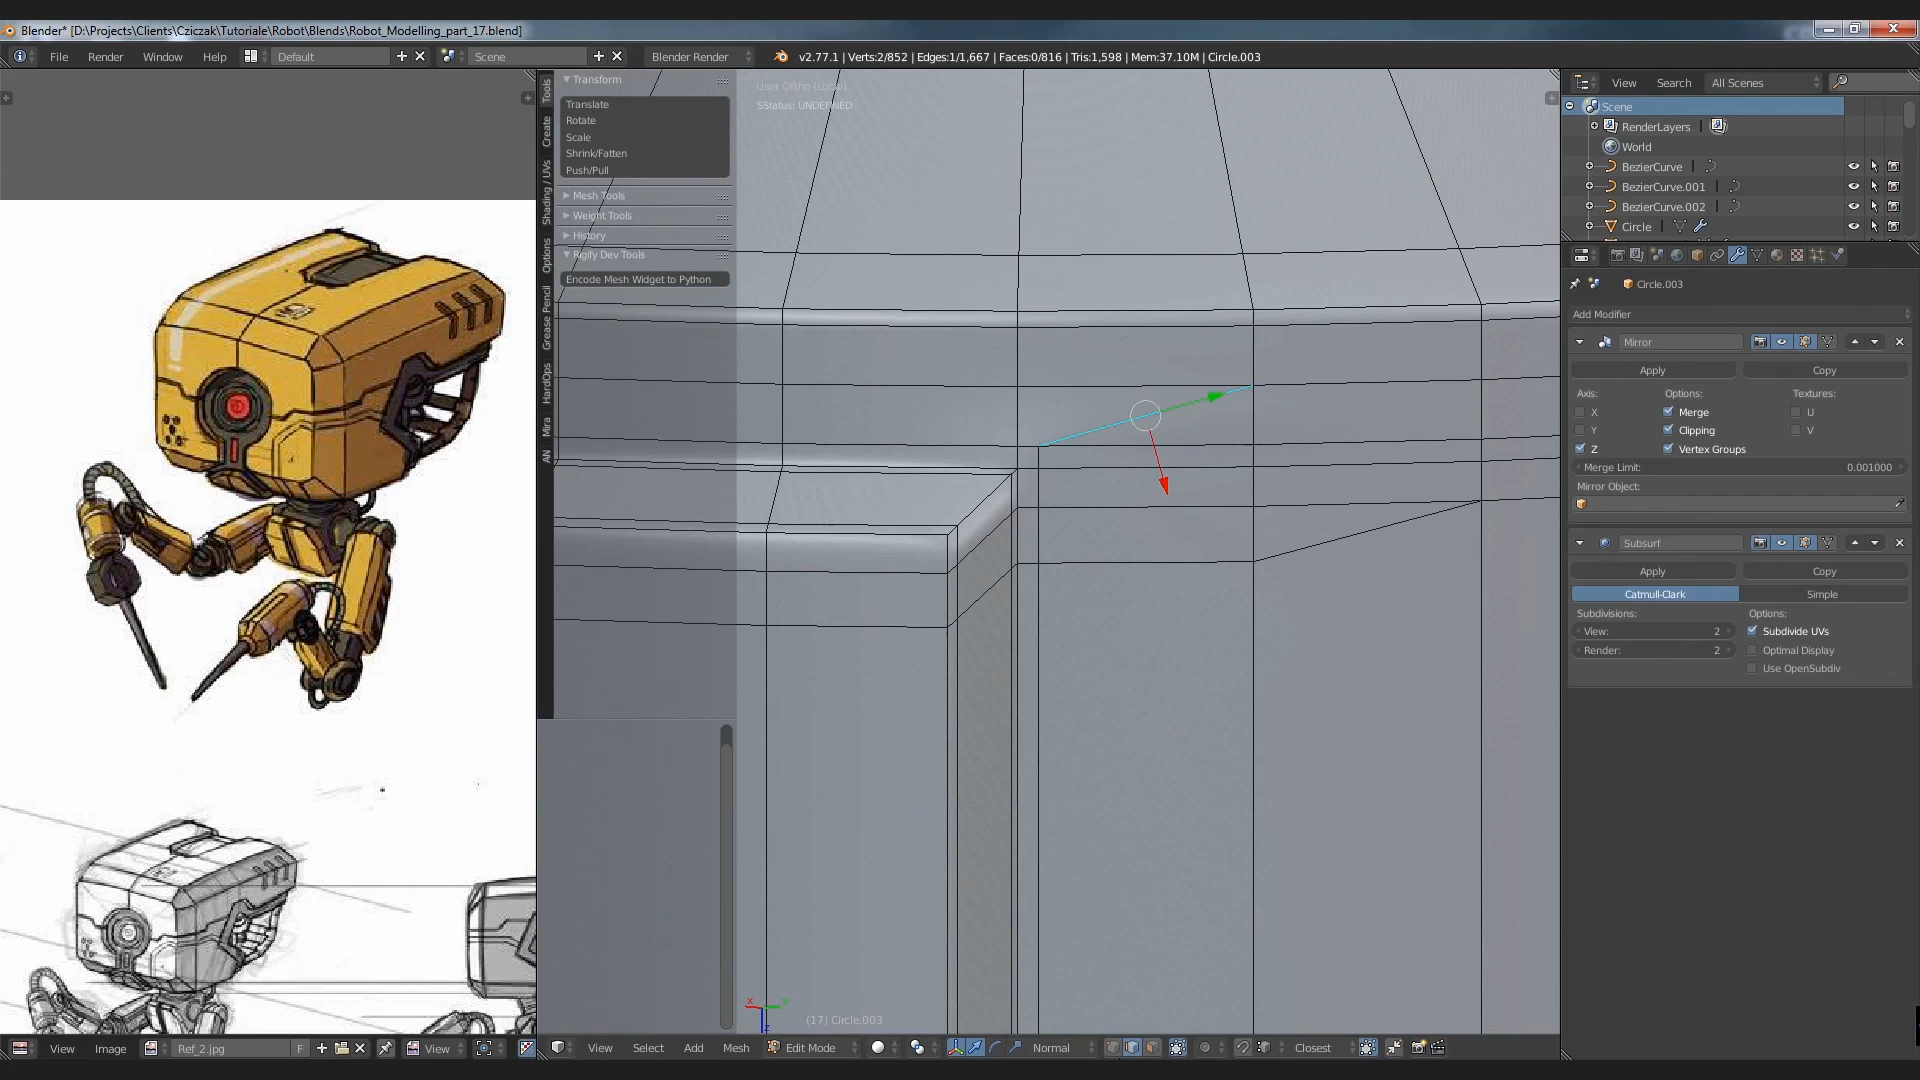 Blender* [D:\Projects\Clients\Cziczak\Tutoriale\Robot\Blends\Robot_Modelling_part_17.blend]
File Render Window Help Default Scene Blender Render v2.77.1 | Verts:2/852 | Edges:1/1,667 | Faces:0/816 | Tris:1,598 | Mem:37.10M | Circle.003
Tools
Create
Shading / UVs
Options
Grease Pencil
HardOps
Mira
AN
Transform
Translate
Rotate
Scale
Shrink/Fatten
Push/Pull
Mesh Tools
Weight Tools
History
Rigify Dev Tools
Encode Mesh Widget to Python
User Ortho (Local)
SStatus: UNDEFINED
(17) Circle.003
View Search All Scenes
Scene
RenderLayers |
World
BezierCurve |
BezierCurve.001 |
BezierCurve.002 |
Circle |
Circle.003
Add Modifier
Mirror
Apply Copy
Axis: Options: Textures:
X Merge U
Y Clipping V
Z Vertex Groups
Merge Limit: 0.001000
Mirror Object:
Subsurf
Apply Copy
Catmull-Clark Simple
Subdivisions: Options:
View: 2 Subdivide UVs
Render: 2 Optimal Display
Use OpenSubdiv
View Image Ref_2.jpg F View
View Select Add Mesh Edit Mode Normal Closest